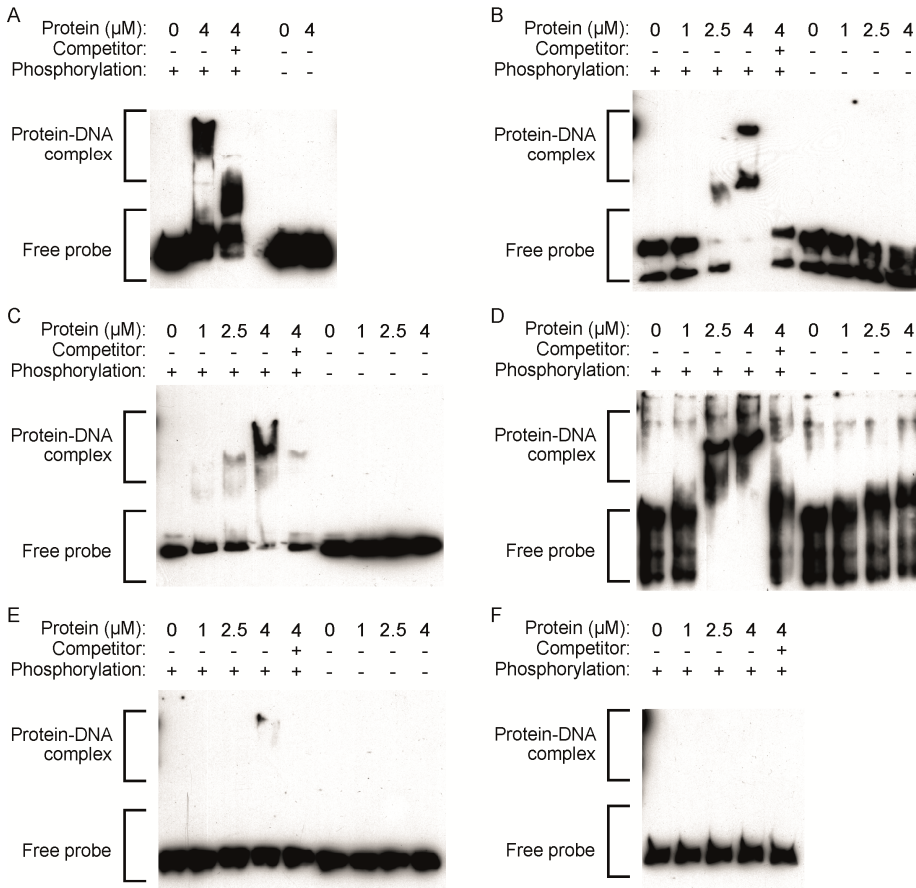 A
Protein (µM): 0 4 4 0 4
Competitor: - - + - -
Phosphorylation: + + + - -
Protein-DNA
complex
Free probe
B
Protein (µM): 0 1 2.5 4 4 0 1 2.5 4
Competitor: - - - - + - - - -
Phosphorylation: + + + + + - - - -
Protein-DNA
complex
Free probe
C
Protein (µM): 0 1 2.5 4 4 0 1 2.5 4
Competitor: - - - - + - - - -
Phosphorylation: + + + + + - - - -
Protein-DNA
complex
Free probe
D
Protein (µM): 0 1 2.5 4 4 0 1 2.5 4
Competitor: - - - - + - - - -
Phosphorylation: + + + + + - - - -
Protein-DNA
complex
Free probe
E
Protein (µM): 0 1 2.5 4 4 0 1 2.5 4
Competitor: - - - - + - - - -
Phosphorylation: + + + + + - - - -
Protein-DNA
complex
Free probe
F
Protein (µM): 0 1 2.5 4 4
Competitor: - - - - +
Phosphorylation: + + + + +
Protein-DNA
complex
Free probe